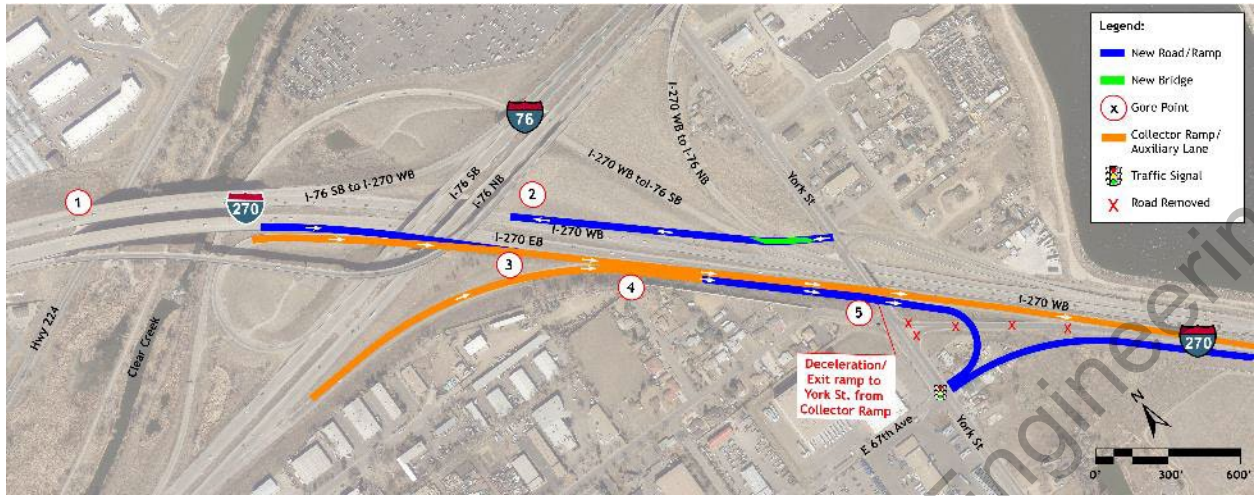 Legend:
New Road/Ramp
New Bridge
x
Gore Point
Collector Ramp/
Auxiliary Lane
Traffic Signal
X
Road Removed
76
I-270 WB to I-76 NB
I-270 WB toI-76 SB
York St
I-76 SB to I-270 WB
I-76 SB
I-76 NB
1
270
2
I-270 WB
I-270 EB
3
4
5
I-270 WB
270
X
X
X
X
X
Hwy 224
Clear Creek
Deceleration/
Exit ramp to
York St. from
Collector Ramp
E 67th Ave
York St
N
0'
300'
600'
Engineerin